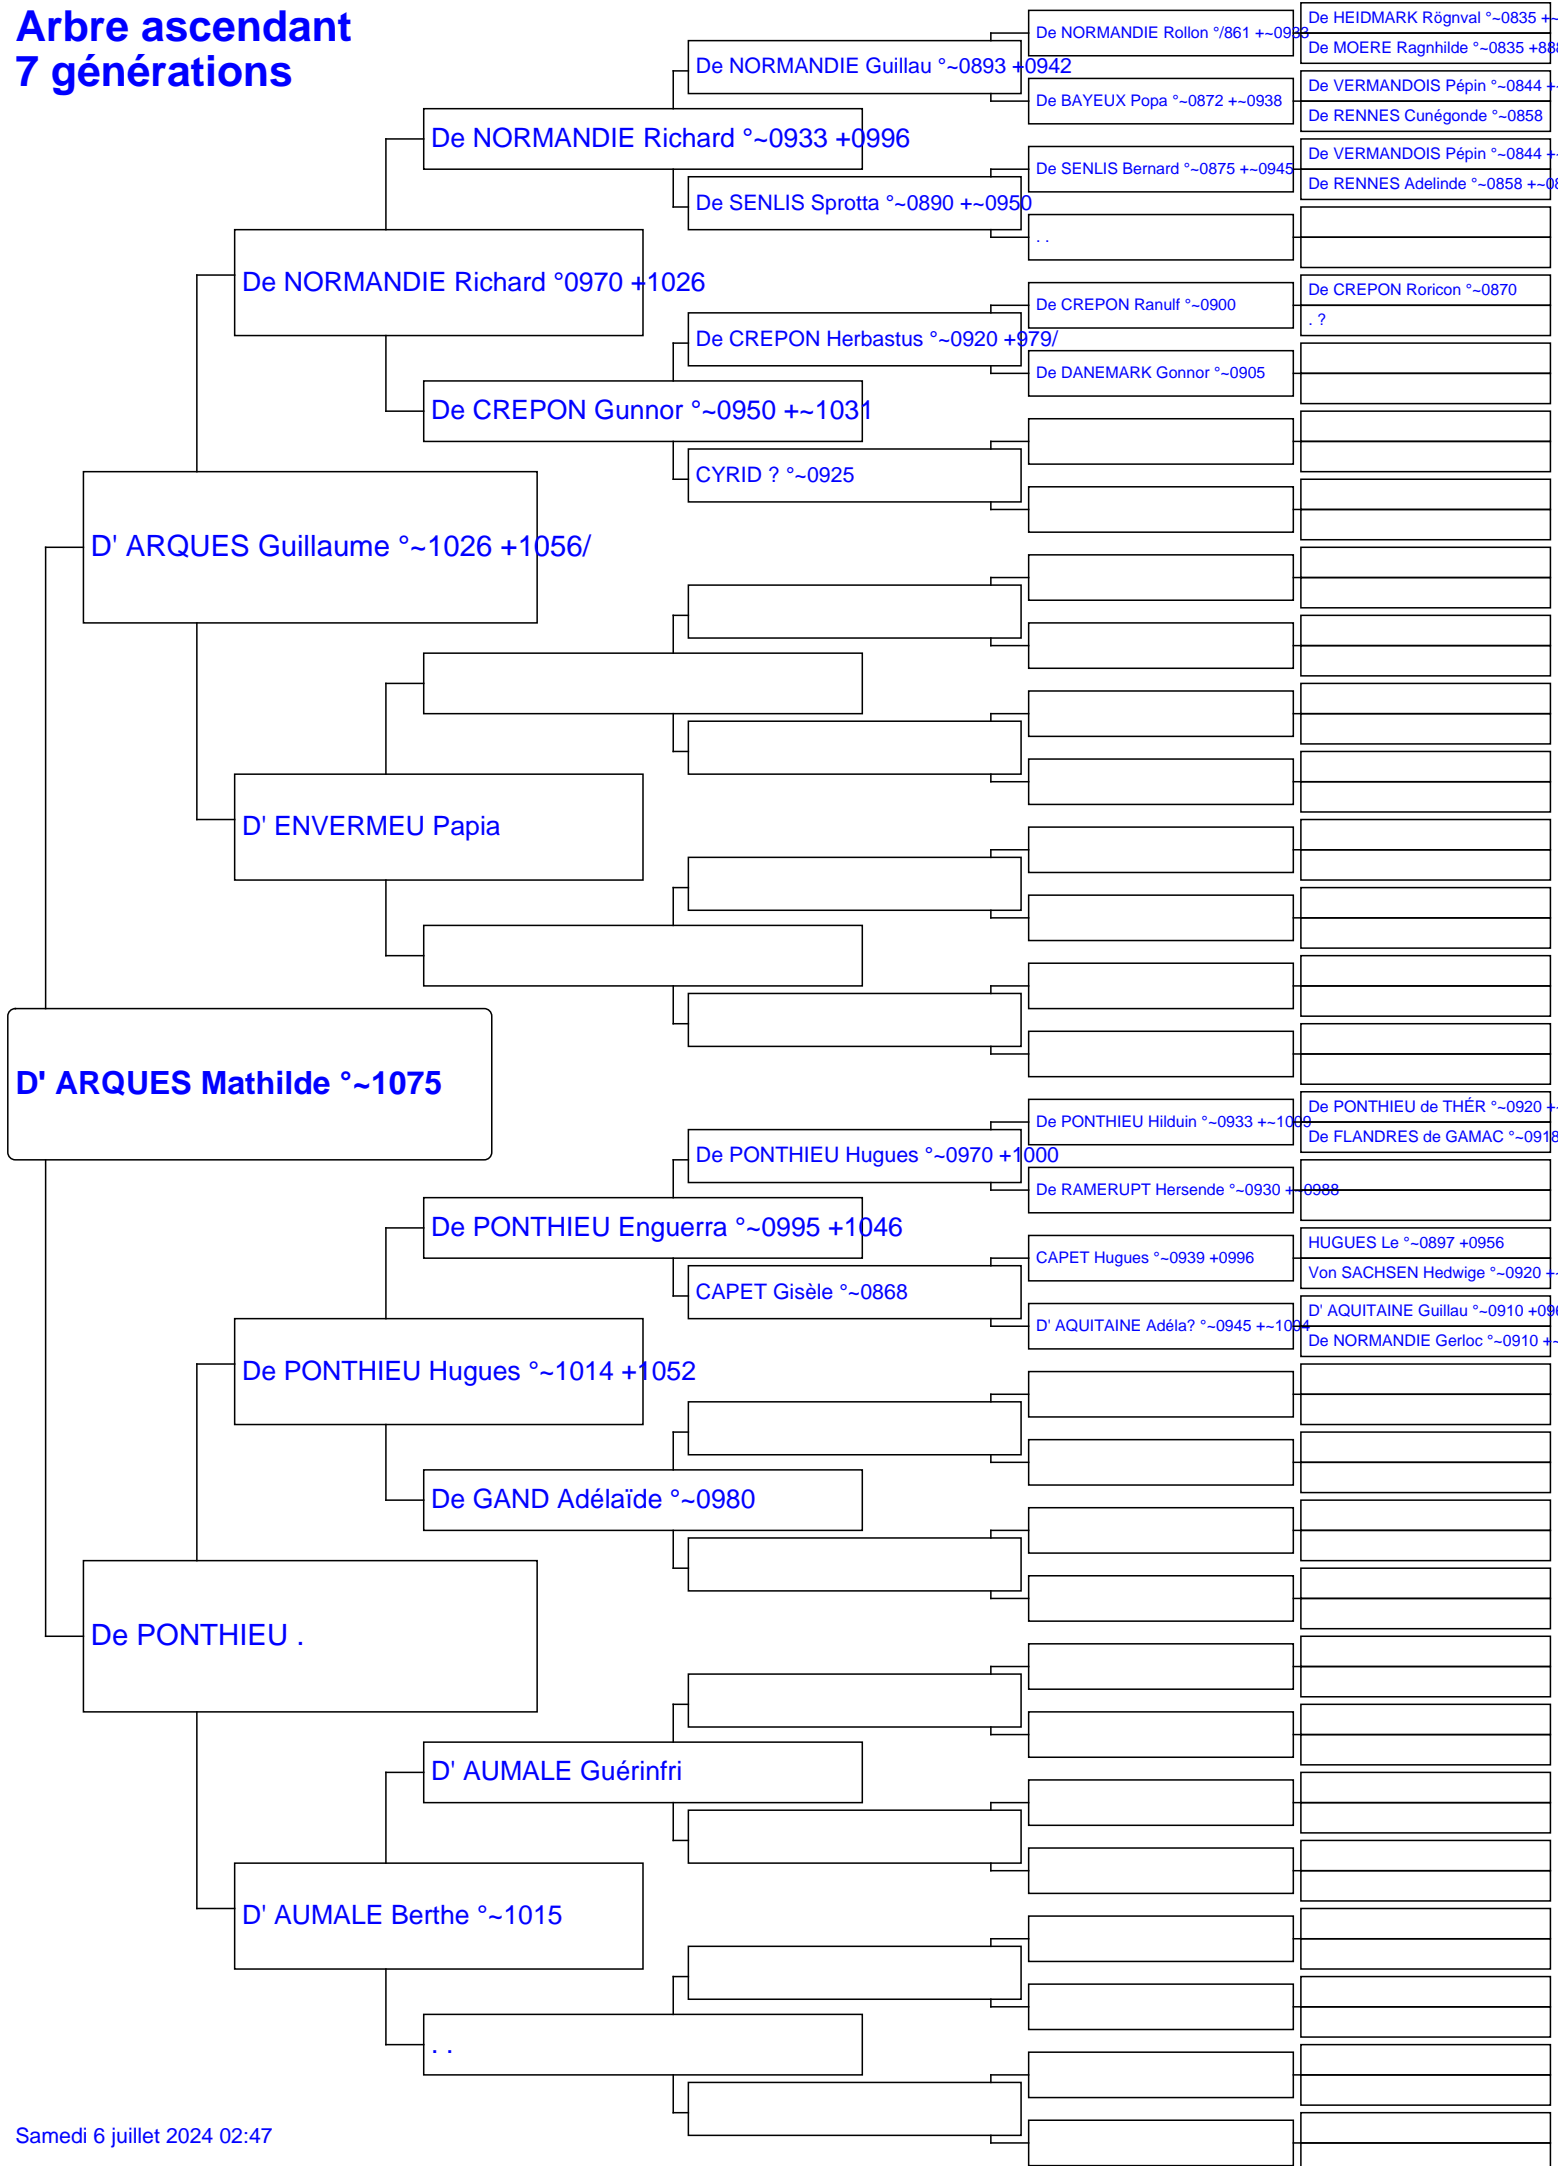 Arbre ascendant
7 générations
De HEIDMARK Rögnval °~0835 +~
De NORMANDIE Rollon °/861 +~0933
De MOERE Ragnhilde °~0835 +888
De NORMANDIE Guillau °~0893 +0942
De VERMANDOIS Pépin °~0844 +~
De BAYEUX Popa °~0872 +~0938
De RENNES Cunégonde °~0858
De NORMANDIE Richard °~0933 +0996
De VERMANDOIS Pépin °~0844 +~
De SENLIS Bernard °~0875 +~0945
De RENNES Adelinde °~0858 +~08
De SENLIS Sprotta °~0890 +~0950
. .
De NORMANDIE Richard °0970 +1026
De CREPON Roricon °~0870
De CREPON Ranulf °~0900
. ?
De CREPON Herbastus °~0920 +979/
De DANEMARK Gonnor °~0905
De CREPON Gunnor °~0950 +~1031
CYRID ? °~0925
D' ARQUES Guillaume °~1026 +1056/
D' ENVERMEU Papia
D' ARQUES Mathilde °~1075
De PONTHIEU de THÉR °~0920 +~
De PONTHIEU Hilduin °~0933 +~1009
De FLANDRES de GAMAC °~0918
De PONTHIEU Hugues °~0970 +1000
De RAMERUPT Hersende °~0930 +~0988
De PONTHIEU Enguerra °~0995 +1046
HUGUES Le °~0897 +0956
CAPET Hugues °~0939 +0996
Von SACHSEN Hedwige °~0920 +~
CAPET Gisèle °~0868
D' AQUITAINE Guillau °~0910 +096
D' AQUITAINE Adéla? °~0945 +~1004
De NORMANDIE Gerloc °~0910 +~
De PONTHIEU Hugues °~1014 +1052
De GAND Adélaïde °~0980
De PONTHIEU .
D' AUMALE Guérinfri
D' AUMALE Berthe °~1015
. .
Samedi 6 juillet 2024 02:47